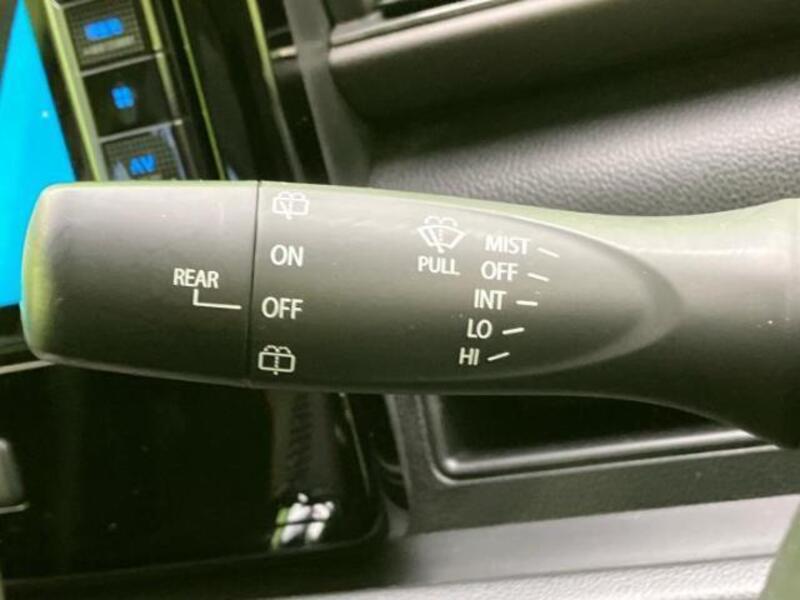 AV
REAR
ON
OFF
PULL
MIST
OFF
INT
LO
HI